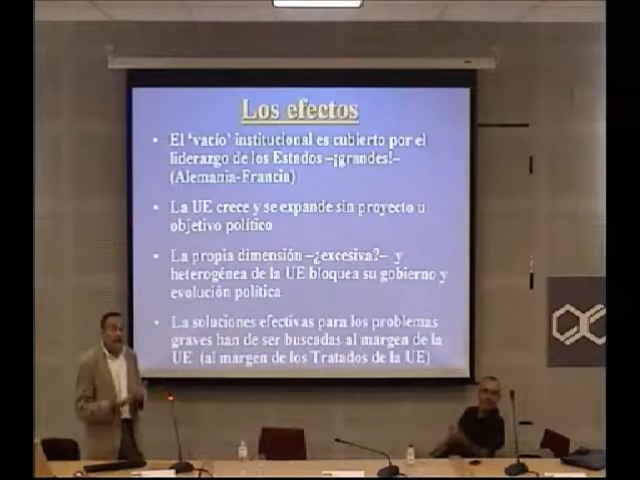 Los efectos
• El 'vacío' institucional es cubierto por el
liderazgo de los Estados –¡grandes!–
(Alemania-Francia)
• La UE crece y se expande sin proyecto u
objetivo político
• La propia dimensión –¿excesiva?– y
heterogénea de la UE bloquea su gobierno y
evolución política
• La soluciones efectivas para los problemas
graves han de ser buscadas al margen de la
UE (al margen de los Tratados de la UE)